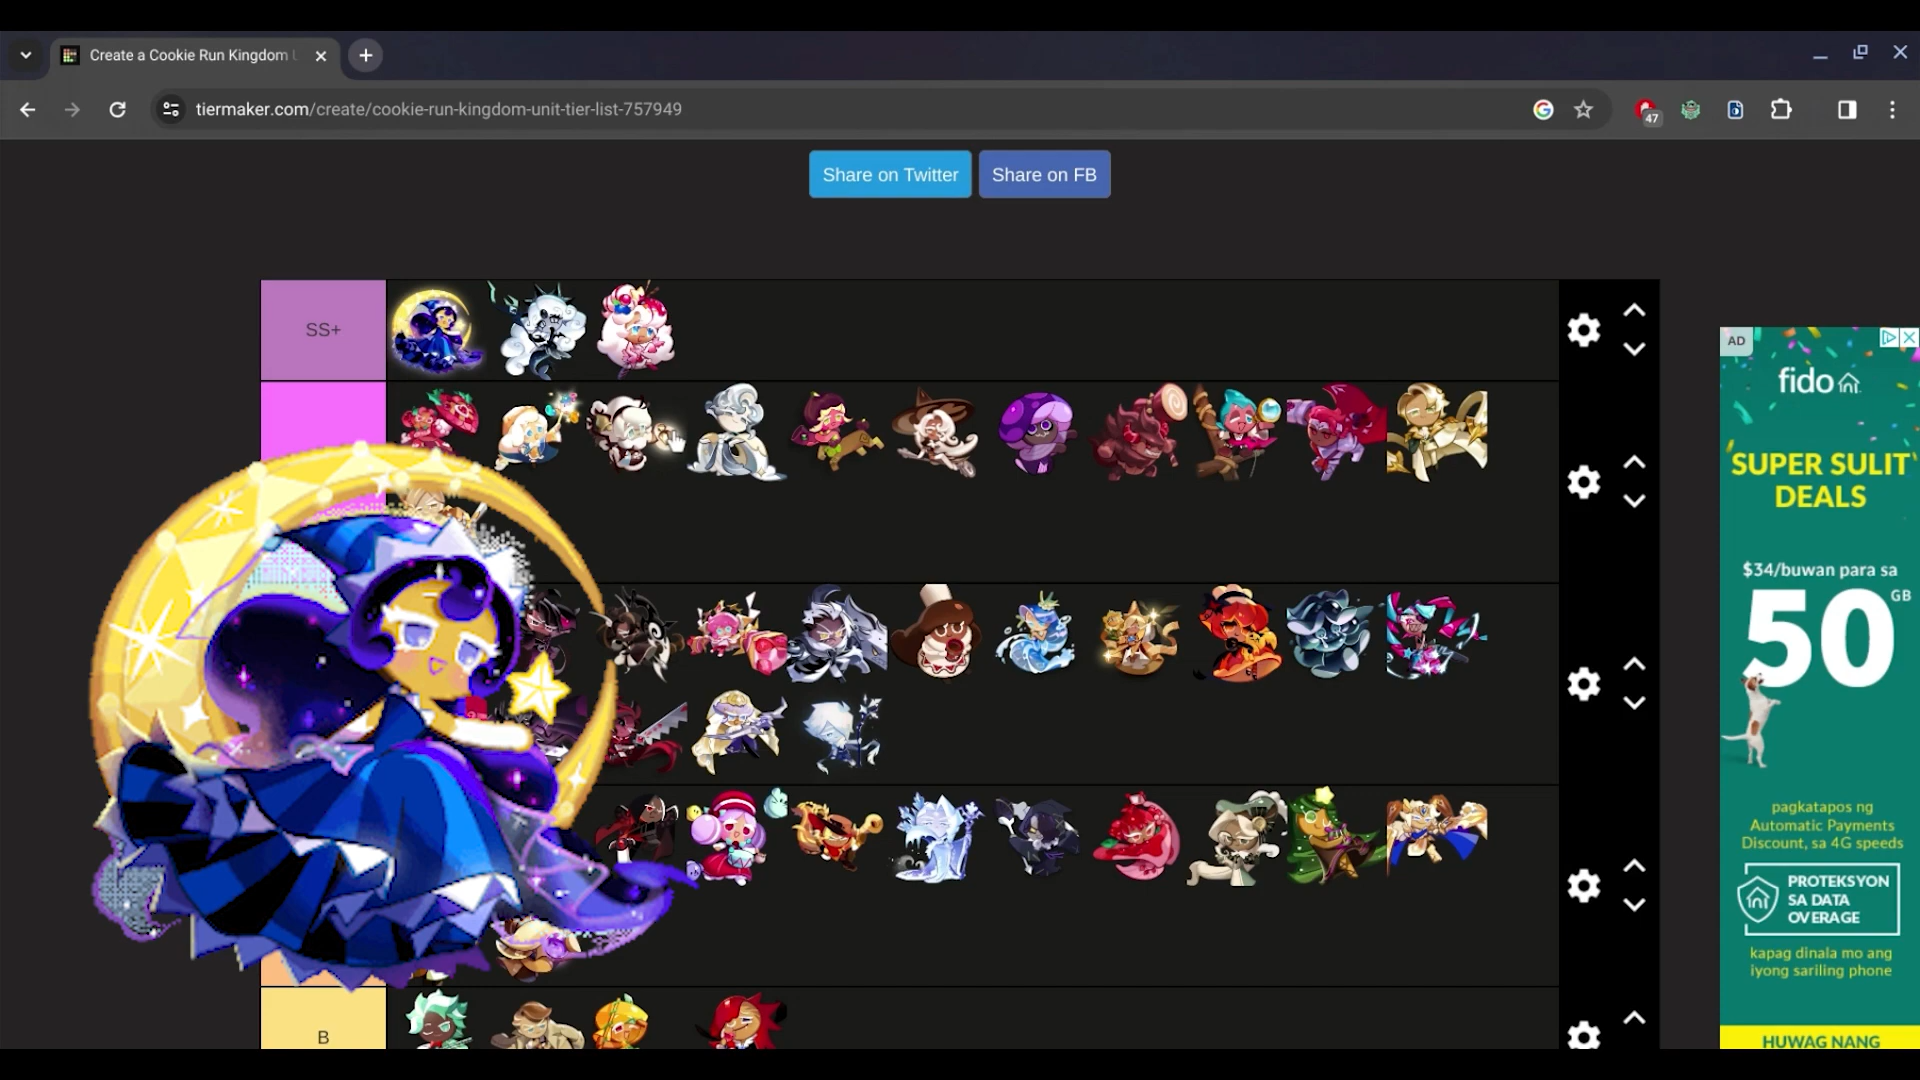 Create a Cookie Run Kingdom U
tiermaker.com/create/cookie-run-kingdom-unit-tier-list-757949
47
Share on Twitter
Share on FB
SS+
B
AD
fido
SUPER SULIT
DEALS
$34/buwan para sa
50 GB
pagkatapos ng
Automatic Payments
Discount, sa 4G speeds
PROTEKSYON
SA DATA
OVERAGE
kapag dinala mo ang
iyong sariling phone
HUWAG NANG